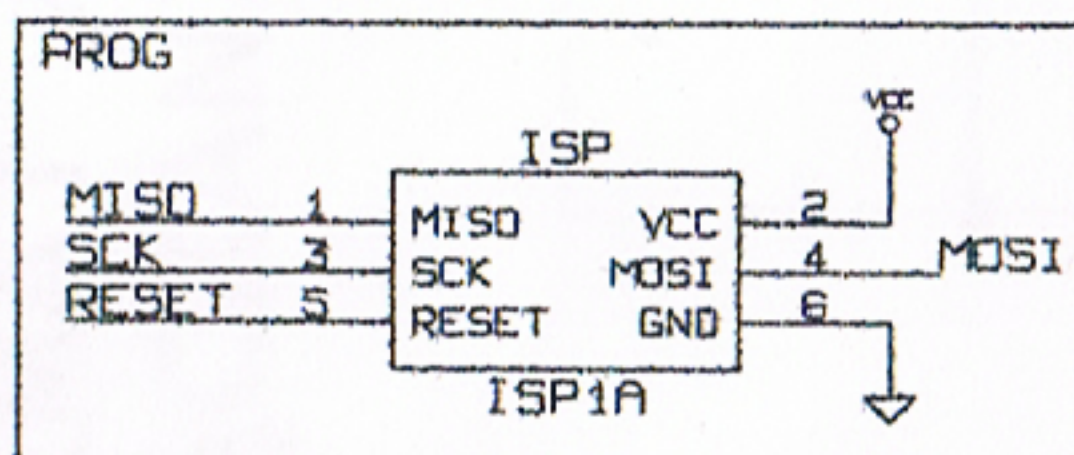 PROG
VCC
ISP
MISO 1 MISO VCC 2
SCK 3 SCK MOSI 4 MOSI
RESET 5 RESET GND 6
ISP1A